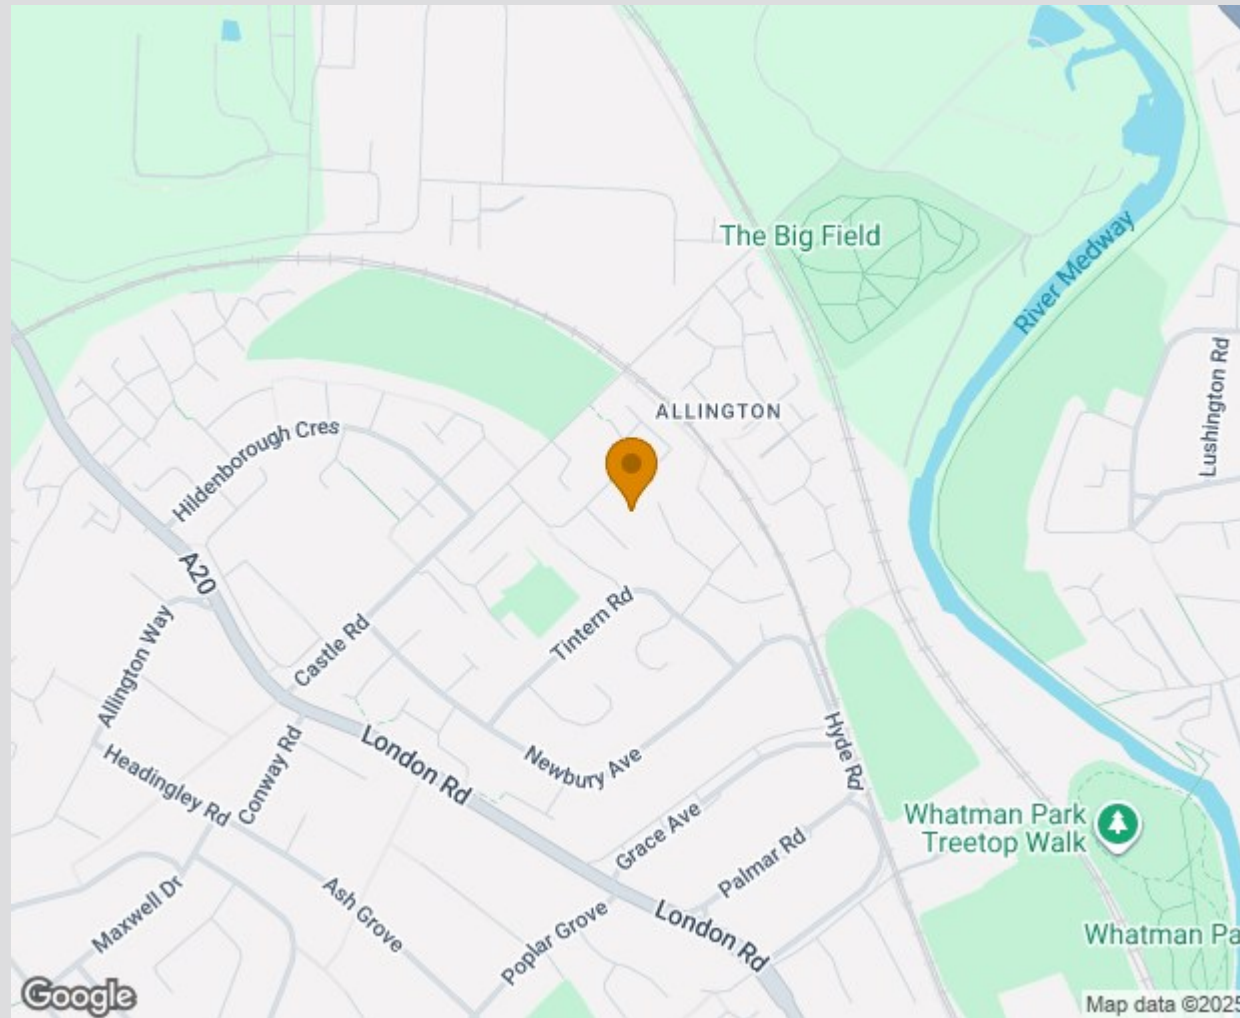 The Big Field
River Medway
Lushington Rd
ALLINGTON
Hildenborough Cres
A20
Allington Way
Castle Rd
Tintern Rd
Headingley Rd
Conway Rd
London Rd
Newbury Ave
Hyde Rd
Grace Ave
Palmar Rd
Whatman Park
Treetop Walk
Maxwell Dr
Ash Grove
Poplar Grove
London Rd
Whatman Pa
Google
Map data ©2025